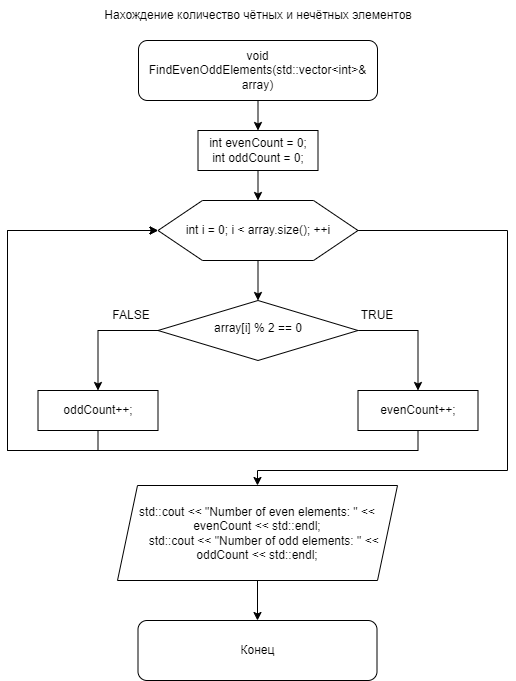 Нахождение количество чётных и нечётных элементов
void
FindEvenOddElements(std::vector<int>&
array)
int evenCount = 0;
int oddCount = 0;
int i = 0; i < array.size(); ++i
FALSE
array[i] % 2 == 0
TRUE
oddCount++;
evenCount++;
std::cout << "Number of even elements: " <<
evenCount << std::endl;
std::cout << "Number of odd elements: " <<
oddCount << std::endl;
Конец